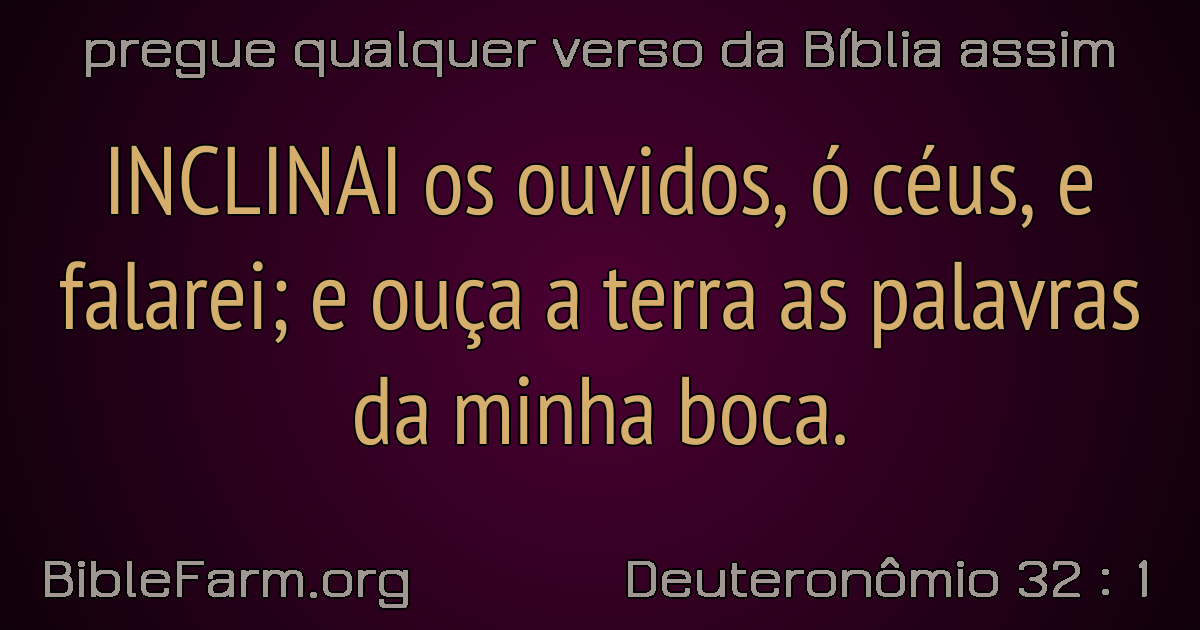 pregue qualquer verso da Bíblia assim
INCLINAI os ouvidos, ó céus, e
falarei; e ouça a terra as palavras
da minha boca.
BibleFarm.org
Deuteronômio 32 : 1